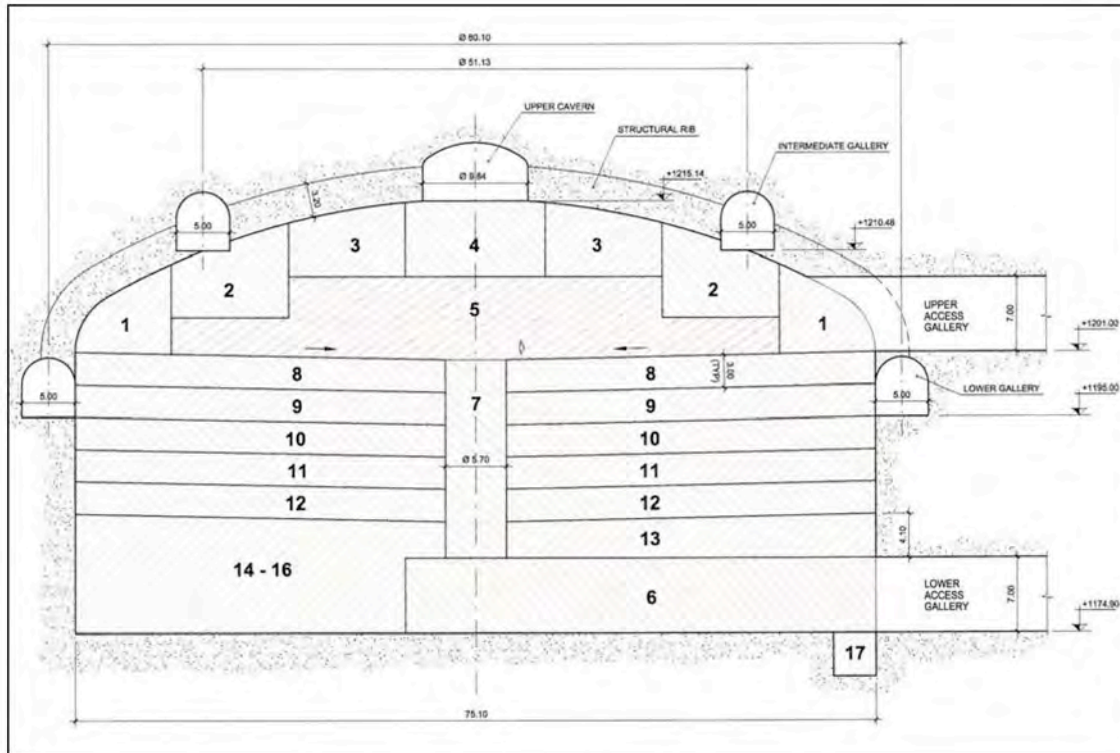 Ø 80.10
Ø 51.13
UPPER CAVERN
STRUCTURAL RIB
INTERMEDIATE GALLERY
Ø 9.84
+1215.14
3.20
5.00
5.00
+1210.48
3
4
3
2
2
5
1
1
UPPER
ACCESS
GALLERY
7.00
+1201.00
8
8
3.00
(TYP)
LOWER GALLERY
5.00
9
7
9
5.00
+1195.00
10
10
Ø 5.70
11
11
12
12
13
4.10
14 - 16
6
LOWER
ACCESS
GALLERY
7.00
+1174.90
17
75.10